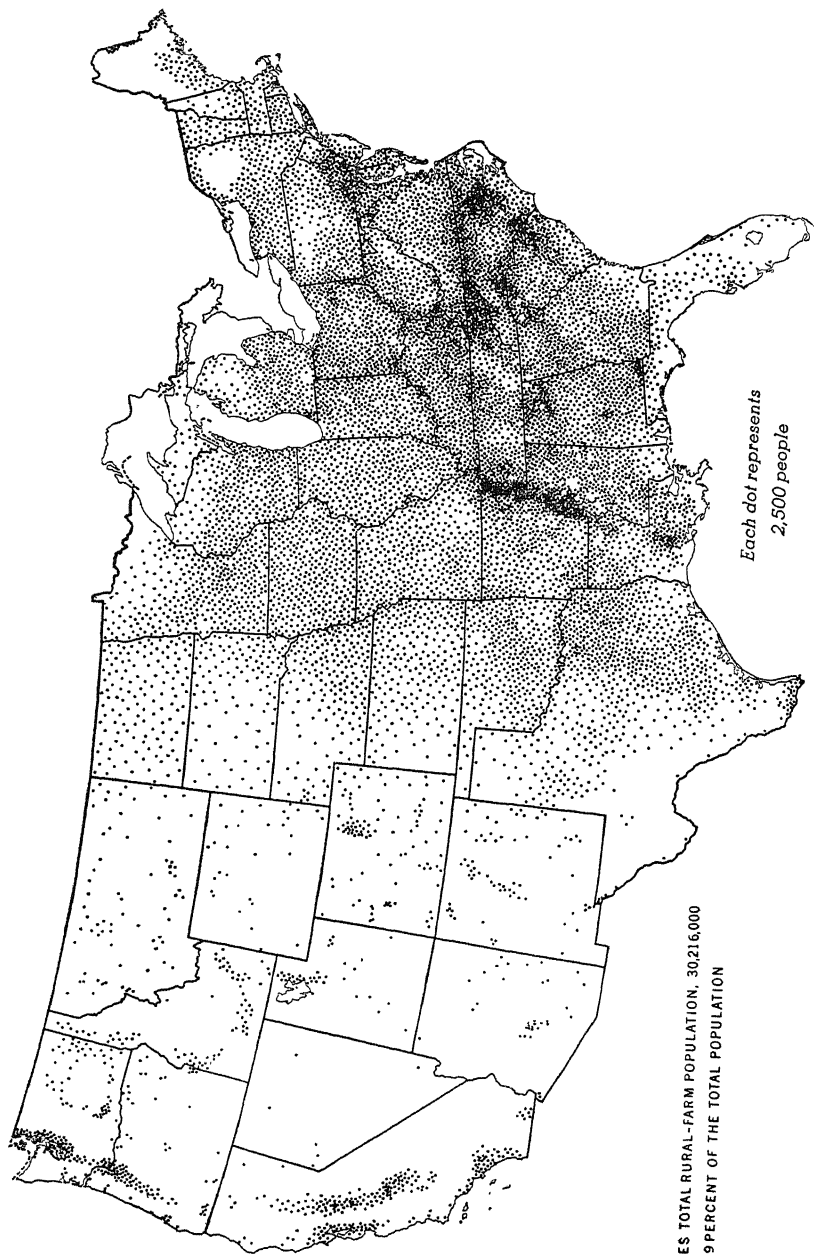 Each dot represents
2,500 people
ES TOTAL RURAL-FARM POPULATION, 30,216,000
9 PERCENT OF THE TOTAL POPULATION